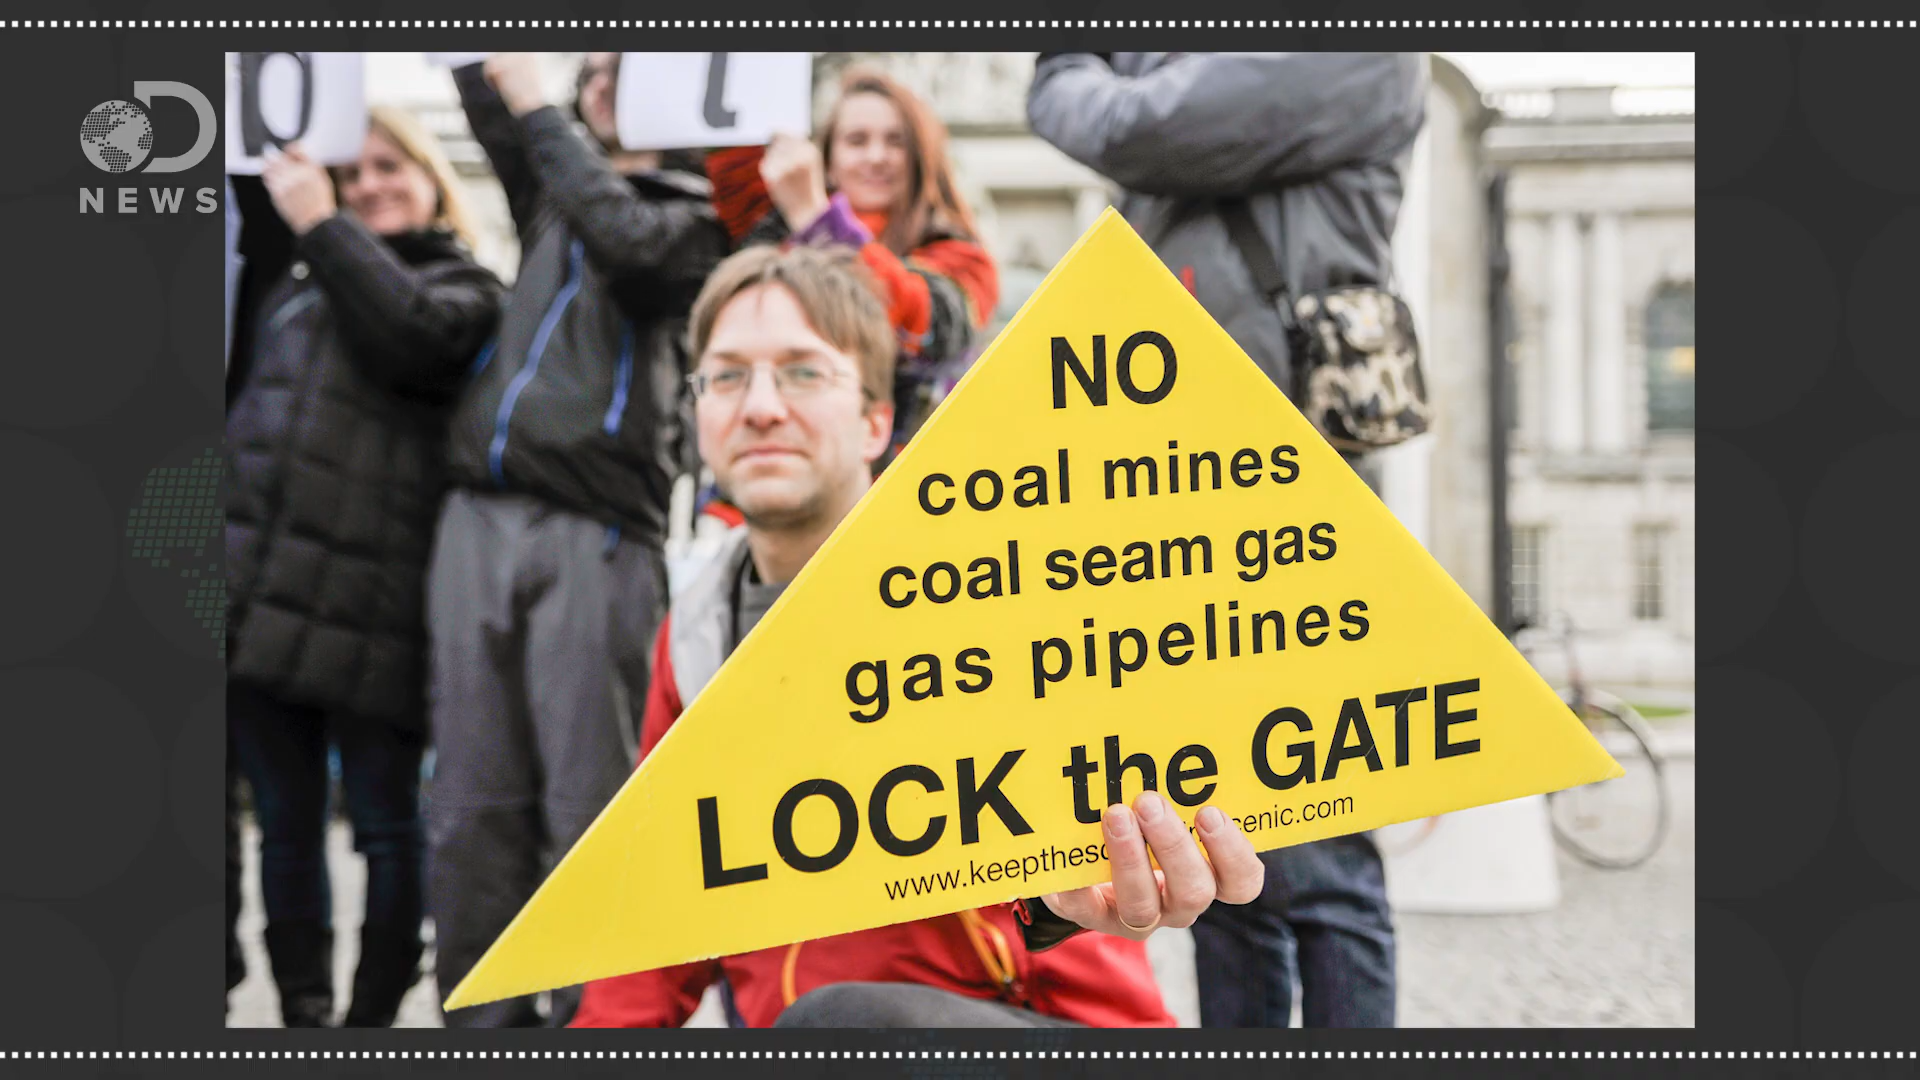 NEWS
NO
coal mines
coal seam gas
gas pipelines
LOCK the GATE